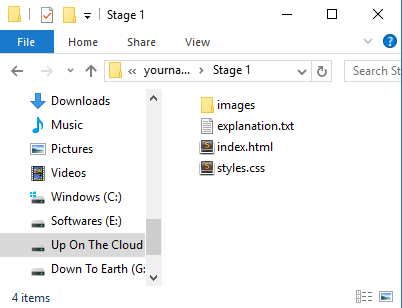 Stage 1
File Home Share View
« yourna... Stage 1 Search St
Downloads
Music
Pictures
Videos
Windows (C:)
Softwares (E:)
Up On The Cloud
Down To Earth (G:
images
explanation.txt
index.html
styles.css
4 items